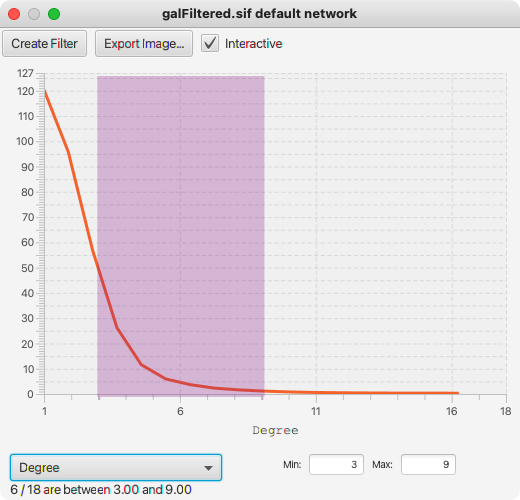 galFiltered.sif default network
Create Filter Export Image... Interactive
127
120
110
100
90
80
70
60
50
40
30
20
10
0
1 6 11 16 18
Degree
Degree Min: 3 Max: 9
6 / 18 are between 3.00 and 9.00